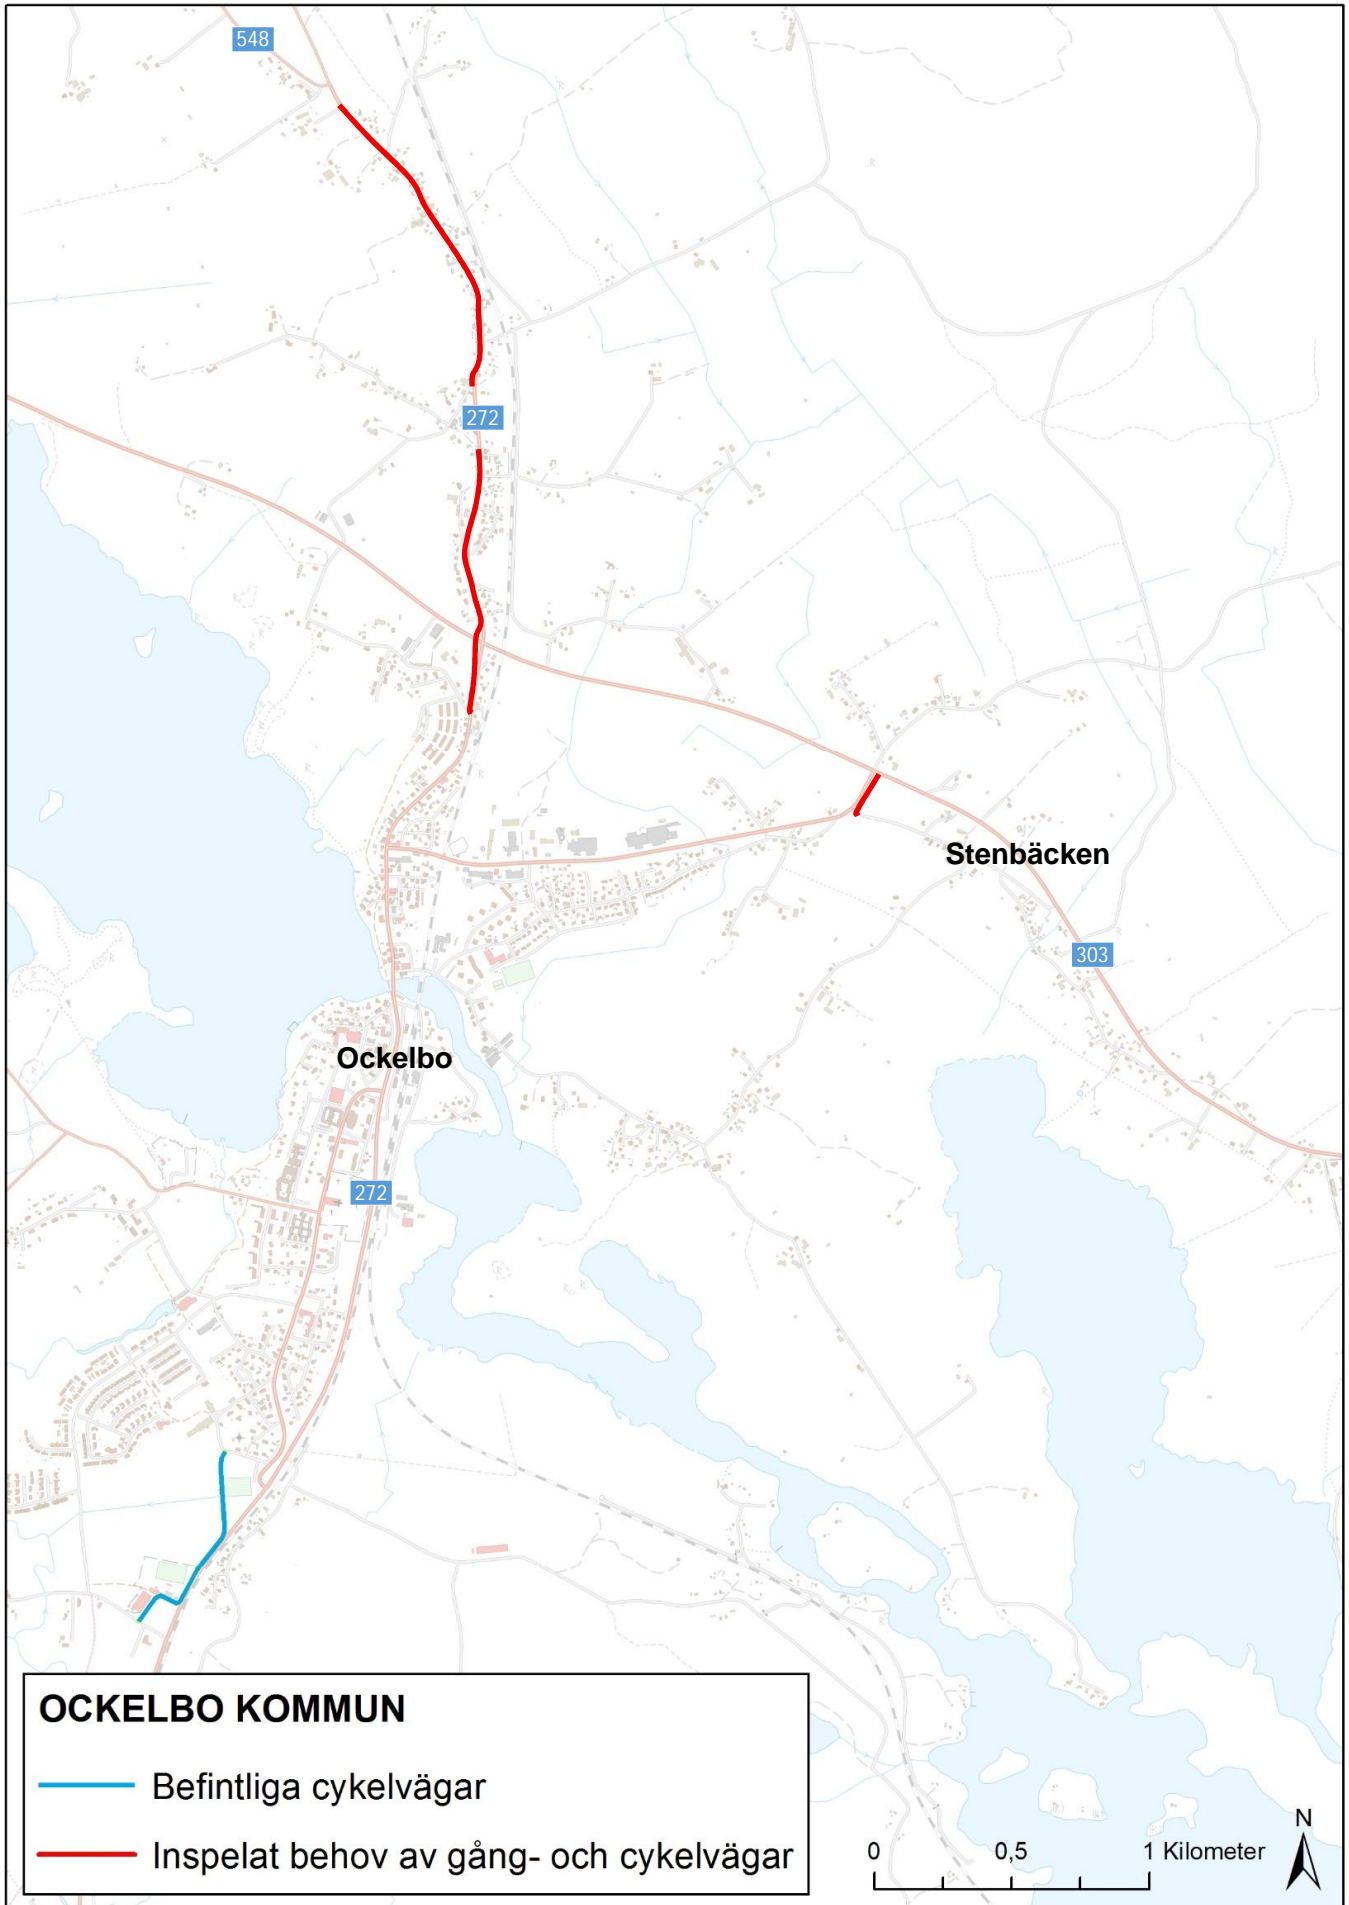 548
272
Stenbäcken
303
Ockelbo
272
OCKELBO KOMMUN
Befintliga cykelvägar
Inspelat behov av gång- och cykelvägar
0 0,5 1 Kilometer
N